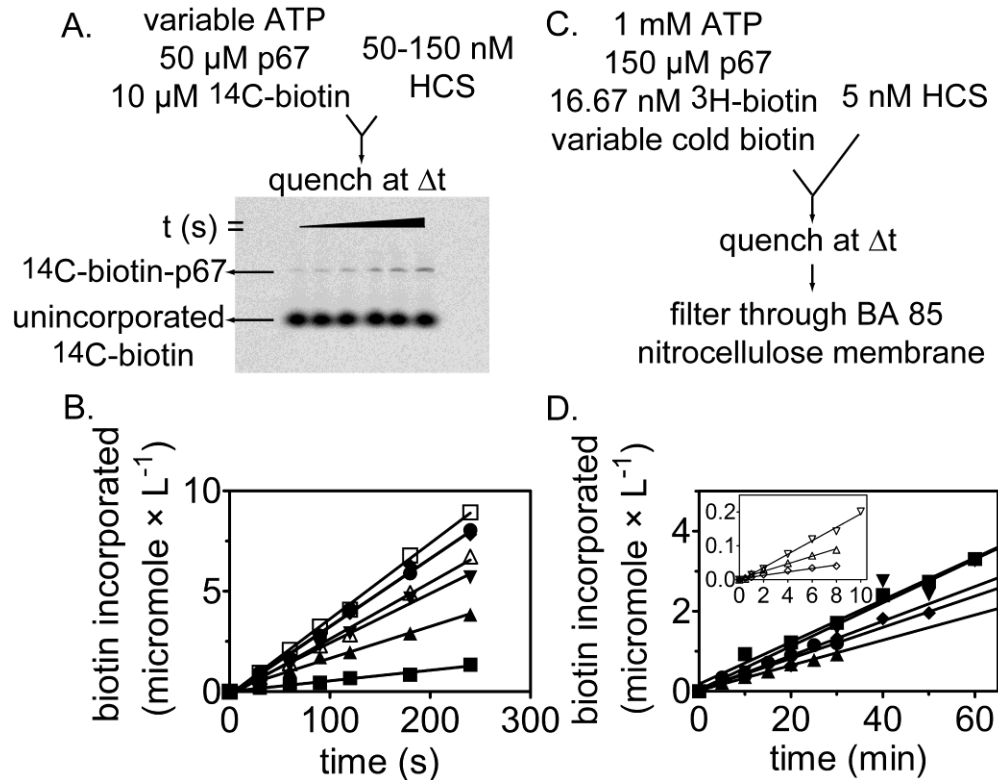 A.
variable ATP
50 µM p67
10 µM ¹⁴C-biotin
50-150 nM
HCS
quench at Δt
t (s) =
¹⁴C-biotin-p67
unincorporated
¹⁴C-biotin
C.
1 mM ATP
150 µM p67
16.67 nM ³H-biotin
variable cold biotin
5 nM HCS
quench at Δt
filter through BA 85
nitrocellulose membrane
B.
biotin incorporated
(micromole × L⁻¹)
10
5
0
0 100 200 300
time (s)
D.
biotin incorporated
(micromole × L⁻¹)
4
2
0
0 20 40 60
time (min)
0.2
0.1
0.0
0 2 4 6 8 10